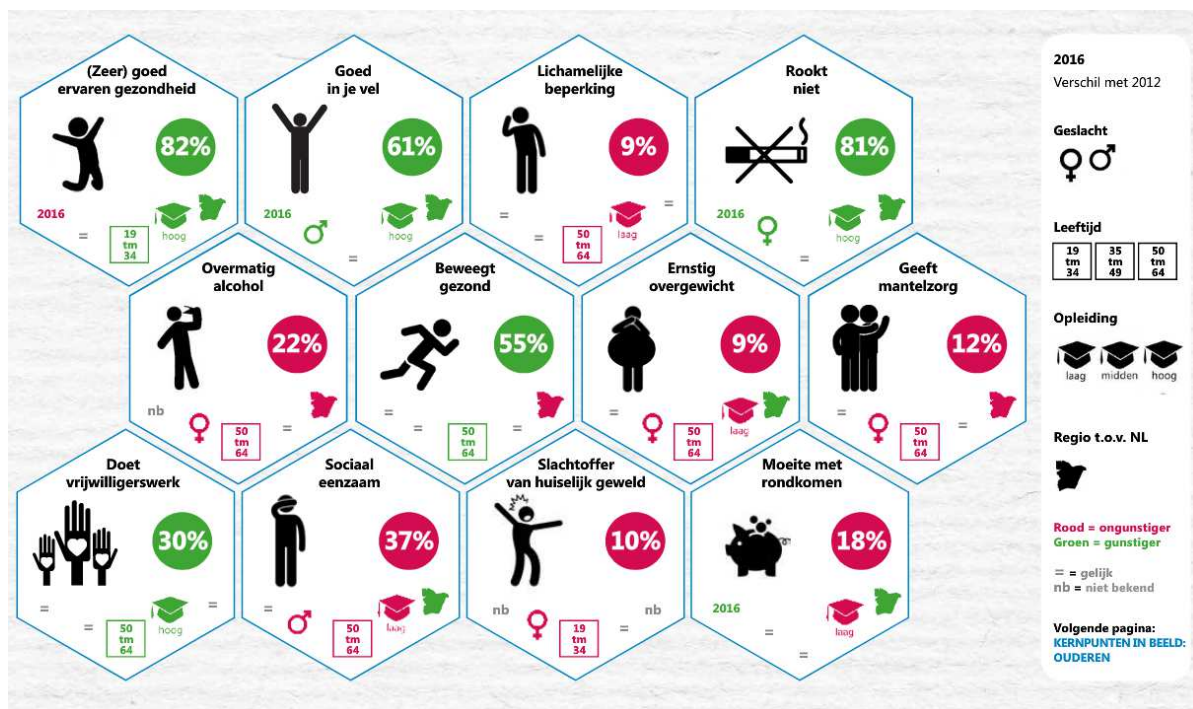 (Zeer) goed
ervaren gezondheid
82%
2016
=
19
tm
34
hoog
Goed
in je vel
61%
2016
=
hoog
Lichamelijke
beperking
9%
=
=
50
tm
64
laag
=
Rookt
niet
81%
2016
=
hoog
Overmatig
alcohol
22%
nb
50
tm
64
=
Beweegt
gezond
55%
=
=
50
tm
64
=
Ernstig
overgewicht
9%
=
50
tm
64
laag
Geeft
mantelzorg
12%
=
50
tm
64
=
Doet
vrijwilligerswerk
30%
=
=
50
tm
64
hoog
=
Sociaal
eenzaam
37%
=
50
tm
64
laag
Slachtoffer
van huiselijk geweld
10%
nb
19
tm
34
=
nb
Moeite met
rondkomen
18%
2016
=
=
laag
2016
Verschil met 2012
Geslacht
Leeftijd
19 35 50
tm tm tm
34 49 64
Opleiding
laag midden hoog
Regio t.o.v. NL
Rood = ongunstiger
Groen = gunstiger
= = gelijk
nb = niet bekend
Volgende pagina:
KERNPUNTEN IN BEELD:
OUDEREN